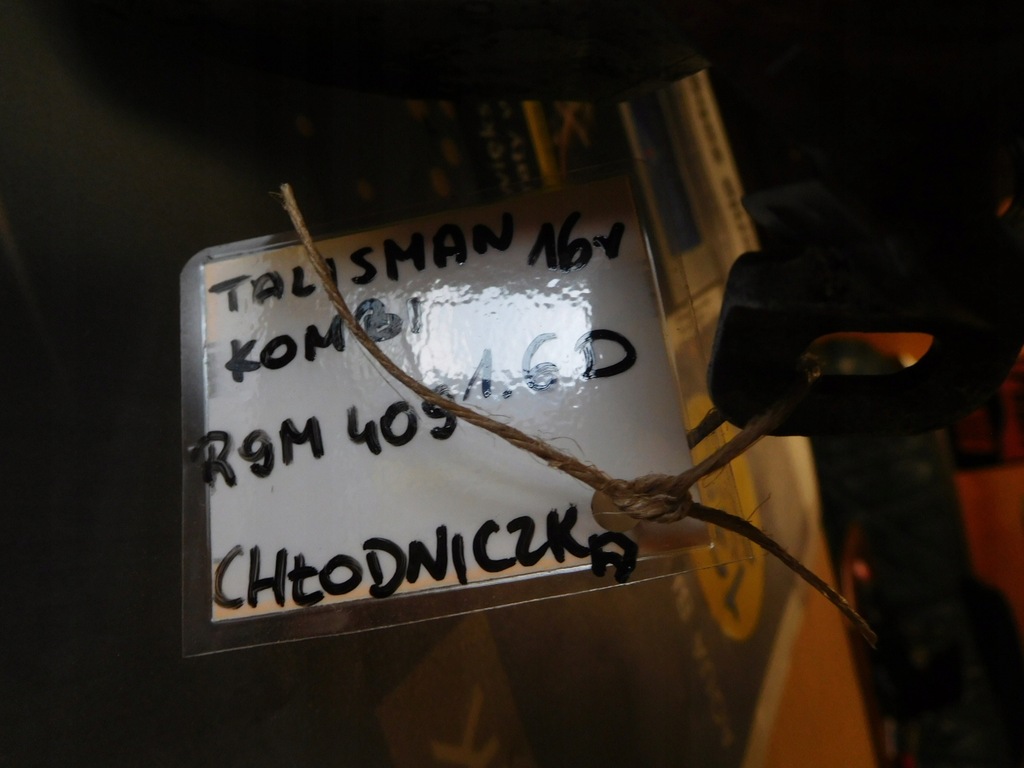 TALISMAN 16r
KOMBI
R9M 409 1.6D
CHŁODNICZKA